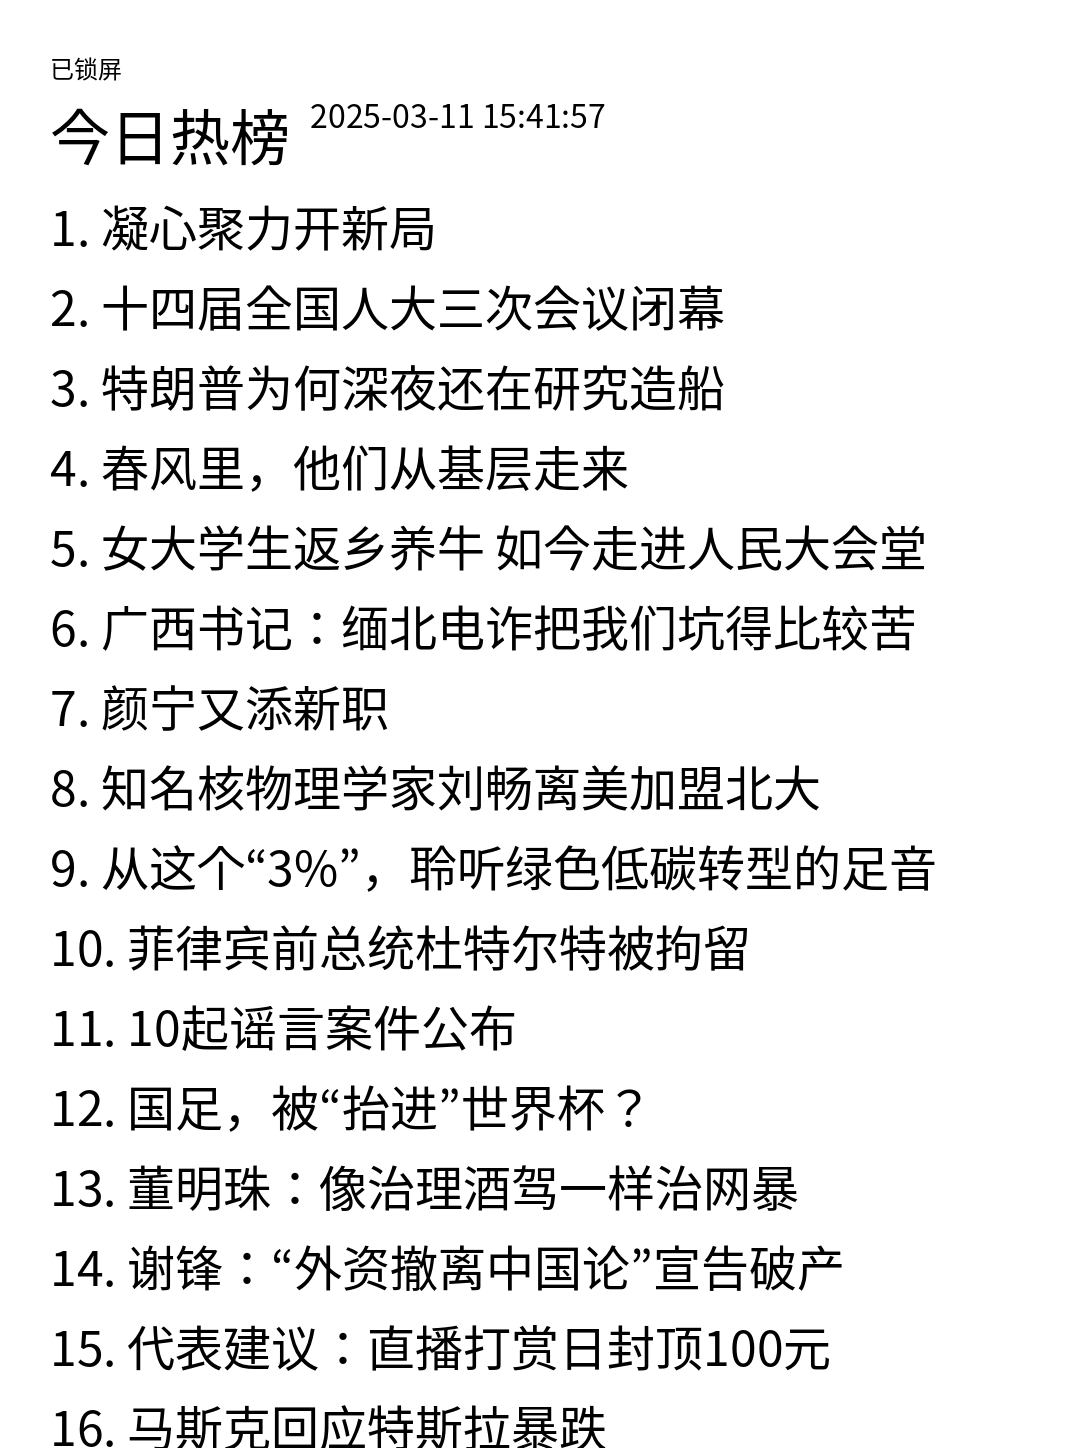 已锁屏
今日热榜 2025-03-11 15:41:57
1. 凝心聚力开新局
2. 十四届全国人大三次会议闭幕
3. 特朗普为何深夜还在研究造船
4. 春风里，他们从基层走来
5. 女大学生返乡养牛 如今走进人民大会堂
6. 广西书记：缅北电诈把我们坑得比较苦
7. 颜宁又添新职
8. 知名核物理学家刘畅离美加盟北大
9. 从这个“3%”，聆听绿色低碳转型的足音
10. 菲律宾前总统杜特尔特被拘留
11. 10起谣言案件公布
12. 国足，被“抬进”世界杯？
13. 董明珠：像治理酒驾一样治网暴
14. 谢锋：“外资撤离中国论”宣告破产
15. 代表建议：直播打赏日封顶100元
16. 马斯克回应特斯拉暴跌